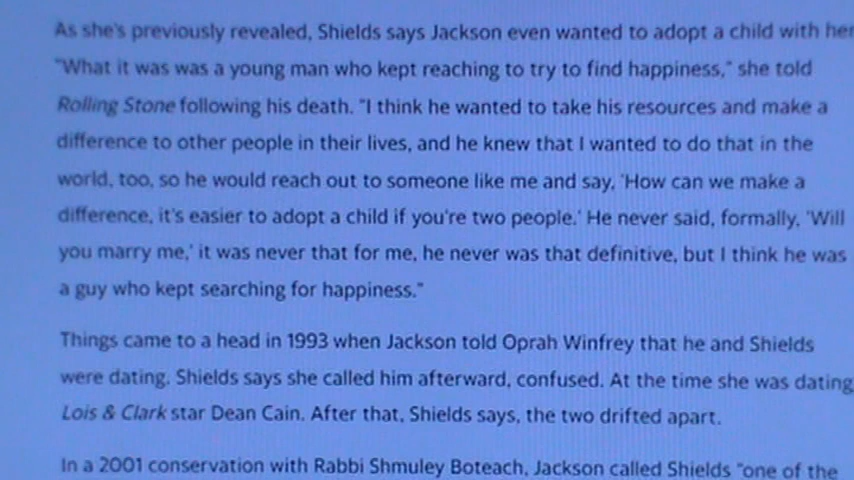 As she's previously revealed, Shields says Jackson even wanted to adopt a child with her
"What it was was a young man who kept reaching to try to find happiness," she told
Rolling Stone following his death. "I think he wanted to take his resources and make a
difference to other people in their lives, and he knew that I wanted to do that in the
world, too, so he would reach out to someone like me and say, 'How can we make a
difference, it's easier to adopt a child if you're two people.' He never said, formally, 'Will
you marry me,' it was never that for me, he never was that definitive, but I think he was
a guy who kept searching for happiness."
Things came to a head in 1993 when Jackson told Oprah Winfrey that he and Shields
were dating. Shields says she called him afterward, confused. At the time she was dating
Lois & Clark star Dean Cain. After that, Shields says, the two drifted apart.
In a 2001 conservation with Rabbi Shmuley Boteach, Jackson called Shields "one of the